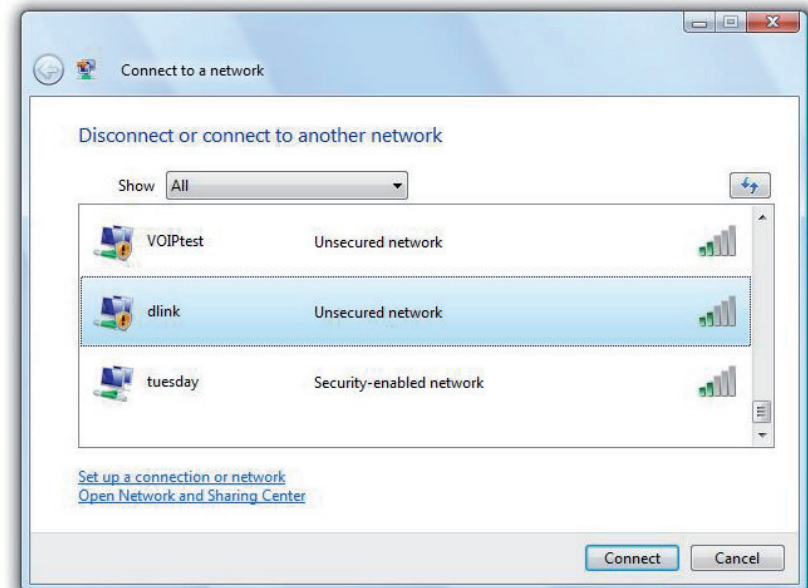 Connect to a network
Disconnect or connect to another network
Show All
VOIPtest Unsecured network
dlink Unsecured network
tuesday Security-enabled network
Set up a connection or network
Open Network and Sharing Center
Connect Cancel